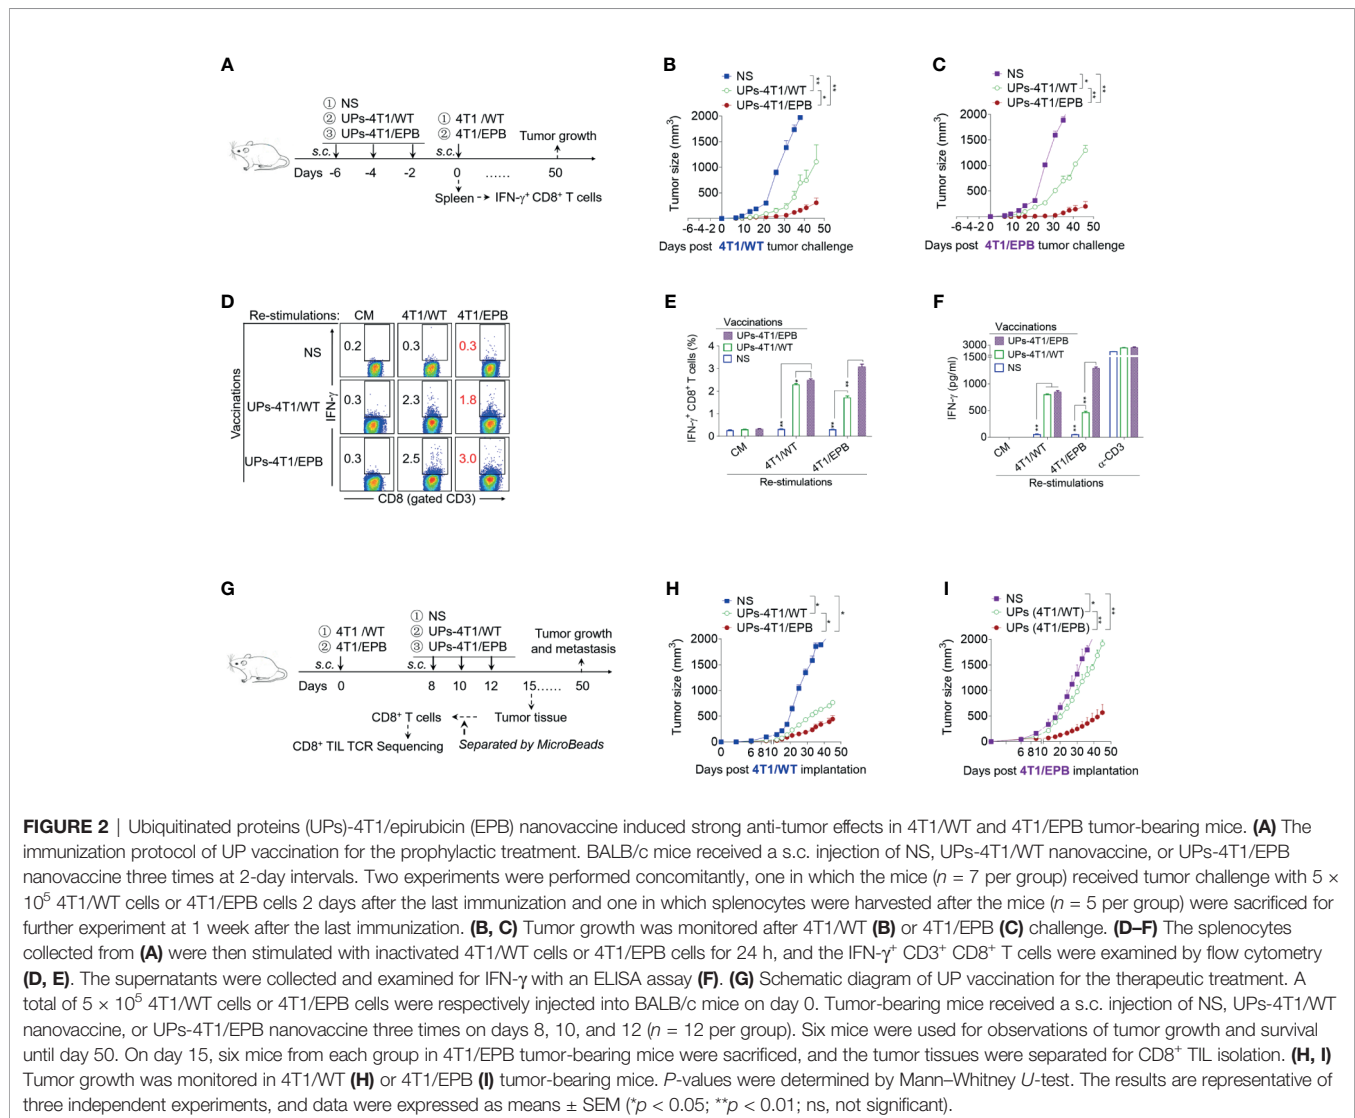 A
① NS
② UPs-4T1/WT
③ UPs-4T1/EPB
① 4T1 /WT
② 4T1/EPB
Tumor growth
s.c.
s.c.
Days -6 -4 -2 0 ...... 50
Spleen IFN-γ+ CD8+ T cells
B
NS
UPs-4T1/WT
UPs-4T1/EPB
**
*
**
Tumor size (mm³)
2000
1500
1000
500
-6-4-2 0 10 20 30 40 50
Days post 4T1/WT tumor challenge
C
NS
UPs-4T1/WT
UPs-4T1/EPB
*
**
**
Tumor size (mm³)
2000
1500
1000
500
-6-4-2 0 10 20 30 40 50
Days post 4T1/EPB tumor challenge
D
Re-stimulations: CM 4T1/WT 4T1/EPB
Vaccinations
NS 0.2 0.3 0.3
UPs-4T1/WT 0.3 2.3 1.8
UPs-4T1/EPB 0.3 2.5 3.0
IFN-γ
CD8 (gated CD3)
E
Vaccinations
UPs-4T1/EPB
UPs-4T1/WT
NS
IFN-γ+ CD8+ T cells (%)
4
3
2
1
0
** * ** **
CM 4T1/WT 4T1/EPB
Re-stimulations
F
Vaccinations
UPs-4T1/EPB
UPs-4T1/WT
NS
IFN-γ (pg/ml)
3000
1500
1000
500
0
** ** **
CM 4T1/WT 4T1/EPB α-CD3
Re-stimulations
G
① 4T1 /WT
② 4T1/EPB
① NS
② UPs-4T1/WT
③ UPs-4T1/EPB
Tumor growth
and metastasis
s.c.
s.c.
Days 0 8 10 12 15...... 50
CD8+ T cells Tumor tissue
CD8+ TIL TCR Sequencing Separated by MicroBeads
H
NS
UPs-4T1/WT
UPs-4T1/EPB
*
*
*
Tumor size (mm³)
2000
1500
1000
500
0
0 6 8 10 20 30 40 50
Days post 4T1/WT implantation
I
NS
UPs (4T1/WT)
UPs (4T1/EPB)
*
**
**
Tumor size (mm³)
2000
1500
1000
500
0
6 8 10 20 30 40 50
Days post 4T1/EPB implantation
FIGURE 2 | Ubiquitinated proteins (UPs)-4T1/epirubicin (EPB) nanovaccine induced strong anti-tumor effects in 4T1/WT and 4T1/EPB tumor-bearing mice. (A) The
immunization protocol of UP vaccination for the prophylactic treatment. BALB/c mice received a s.c. injection of NS, UPs-4T1/WT nanovaccine, or UPs-4T1/EPB
nanovaccine three times at 2-day intervals. Two experiments were performed concomitantly, one in which the mice (n = 7 per group) received tumor challenge with 5 ×
10⁵ 4T1/WT cells or 4T1/EPB cells 2 days after the last immunization and one in which splenocytes were harvested after the mice (n = 5 per group) were sacrificed for
further experiment at 1 week after the last immunization. (B, C) Tumor growth was monitored after 4T1/WT (B) or 4T1/EPB (C) challenge. (D–F) The splenocytes
collected from (A) were then stimulated with inactivated 4T1/WT cells or 4T1/EPB cells for 24 h, and the IFN-γ+ CD3+ CD8+ T cells were examined by flow cytometry
(D, E). The supernatants were collected and examined for IFN-γ with an ELISA assay (F). (G) Schematic diagram of UP vaccination for the therapeutic treatment. A
total of 5 × 10⁵ 4T1/WT cells or 4T1/EPB cells were respectively injected into BALB/c mice on day 0. Tumor-bearing mice received a s.c. injection of NS, UPs-4T1/WT
nanovaccine, or UPs-4T1/EPB nanovaccine three times on days 8, 10, and 12 (n = 12 per group). Six mice were used for observations of tumor growth and survival
until day 50. On day 15, six mice from each group in 4T1/EPB tumor-bearing mice were sacrificed, and the tumor tissues were separated for CD8+ TIL isolation. (H, I)
Tumor growth was monitored in 4T1/WT (H) or 4T1/EPB (I) tumor-bearing mice. P-values were determined by Mann–Whitney U-test. The results are representative of
three independent experiments, and data were expressed as means ± SEM (*p < 0.05; **p < 0.01; ns, not significant).